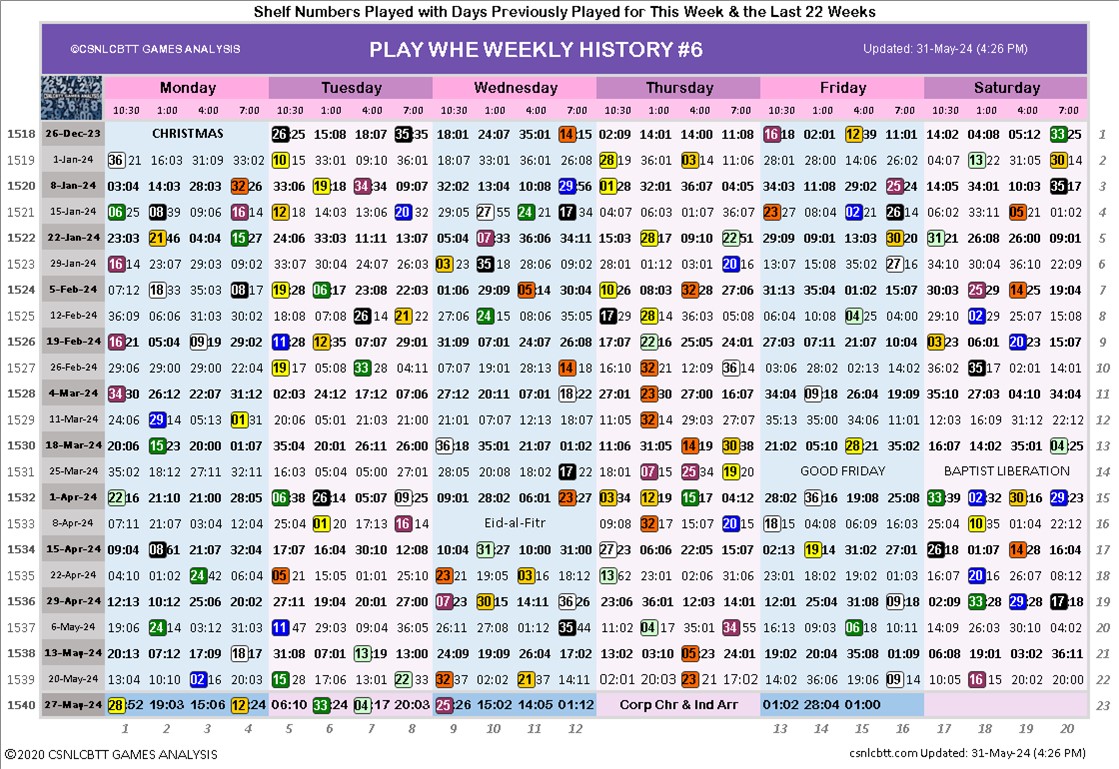 Shelf Numbers Played with Days Previously Played for This Week & the Last 22 Weeks
©CSNLCBTT GAMES ANALYSIS PLAY WHE WEEKLY HISTORY #6 Updated: 31-May-24 (4:26 PM)
Monday Tuesday Wednesday Thursday Friday Saturday
10:30 1:00 4:00 7:00 10:30 1:00 4:00 7:00 10:30 1:00 4:00 7:00 10:30 1:00 4:00 7:00 10:30 1:00 4:00 7:00 10:30 1:00 4:00 7:00
1518 26-Dec-23 CHRISTMAS 26:25 15:08 18:07 35:35 18:01 24:07 35:01 14:15 02:09 14:01 14:00 11:08 16:18 02:01 12:39 11:01 14:02 04:08 05:12 33:25 1
1519 1-Jan-24 36:21 16:03 31:09 33:02 10:15 33:01 09:10 36:01 18:07 33:01 31:01 26:08 28:19 36:01 03:14 11:06 28:01 28:00 14:06 26:02 04:07 13:22 31:05 30:14 2
1520 8-Jan-24 03:04 14:03 28:03 32:26 33:06 19:18 34:34 09:07 32:02 13:04 10:08 29:56 01:28 32:01 36:07 04:05 34:03 11:08 29:02 25:24 14:05 34:01 10:03 35:17 3
1521 15-Jan-24 06:25 08:39 09:06 16:14 12:18 14:03 13:06 20:32 29:05 27:55 24:21 17:34 04:07 06:03 01:07 36:07 23:27 08:04 02:21 26:14 06:02 33:11 05:21 01:02 4
1522 22-Jan-24 23:03 21:46 04:04 15:27 24:06 33:03 11:11 13:07 05:04 07:33 36:06 34:11 15:03 28:17 09:10 22:51 29:09 09:01 13:03 30:20 31:21 26:08 26:00 09:01 5
1523 29-Jan-24 16:14 23:07 29:03 09:02 33:07 30:04 24:07 26:03 03:23 35:18 28:06 09:02 28:01 01:12 03:01 20:16 13:07 15:08 35:02 27:16 34:10 30:04 36:10 22:09 6
1524 5-Feb-24 07:12 18:33 35:03 08:17 19:28 06:17 23:08 22:03 01:06 29:09 05:14 11:04 10:26 08:03 32:28 27:06 31:13 35:04 04:01 05:02 30:03 25:29 14:25 19:04 7
1525 12-Feb-24 36:09 06:06 31:03 30:02 18:08 07:08 26:14 21:22 27:06 24:15 08:06 35:05 17:29 28:14 36:03 05:08 06:04 10:08 04:25 04:00 29:10 02:29 25:07 15:08 8
1526 19-Feb-24 16:21 05:04 09:19 29:02 11:28 12:35 07:07 29:01 31:09 07:01 24:07 26:08 17:07 22:16 25:05 24:01 27:03 07:11 21:07 10:04 03:23 06:01 20:23 15:07 9
1527 26-Feb-24 29:06 29:00 29:00 22:04 19:17 05:08 33:28 07:04 07:07 19:01 28:13 14:18 16:10 32:21 12:09 36:14 03:06 28:02 02:13 14:02 36:02 35:17 02:01 14:01 10
1528 4-Mar-24 34:30 26:12 22:07 31:12 02:03 24:12 17:12 07:06 27:12 20:11 07:01 18:22 27:01 23:30 27:00 16:07 34:04 09:18 26:04 19:09 35:10 27:03 04:10 34:04 11
1529 11-Mar-24 24:06 29:14 05:13 01:31 20:06 05:01 21:03 21:00 21:01 07:07 12:13 18:07 11:05 32:14 29:03 27:07 35:13 35:00 34:06 11:01 12:03 16:09 31:12 22:12 12
1530 18-Mar-24 20:06 15:23 20:00 01:07 35:04 20:01 26:11 26:00 36:18 35:01 21:07 01:02 11:06 31:05 14:19 30:38 21:02 05:10 28:21 35:02 16:07 14:02 35:01 04:25 13
1531 25-Mar-24 35:02 18:12 27:11 32:11 16:03 05:04 05:00 27:01 28:05 20:08 18:02 17:22 18:01 07:15 25:34 19:20 GOOD FRIDAY BAPTIST LIBERATION 14
1532 1-Apr-24 22:16 21:10 21:00 28:05 06:38 26:14 05:07 09:25 09:01 28:02 06:01 23:27 03:34 12:19 15:17 04:12 28:02 36:16 19:08 25:08 33:39 02:32 30:16 29:23 15
1533 8-Apr-24 07:11 21:07 03:04 12:04 25:04 01:20 17:13 16:14 Eid-al-Fitr 09:08 32:17 15:07 20:15 18:15 04:08 06:09 16:03 25:04 10:35 01:04 22:12 16
1534 15-Apr-24 09:04 08:61 21:07 32:04 17:07 16:04 30:10 12:08 10:04 31:27 10:00 31:00 27:23 06:06 22:05 15:07 02:13 19:14 31:02 27:01 26:18 01:07 14:28 16:04 17
1535 22-Apr-24 04:10 01:02 24:42 06:04 05:21 15:05 01:01 25:10 23:21 19:05 03:16 18:12 13:62 23:01 02:06 31:06 23:01 18:02 19:02 01:03 16:07 20:16 26:07 08:12 18
1536 29-Apr-24 12:13 10:12 25:06 20:02 27:11 19:04 20:01 27:00 07:23 30:15 14:11 36:26 23:06 36:01 12:03 14:01 12:01 25:04 31:08 09:18 02:09 33:28 29:28 17:18 19
1537 6-May-24 19:06 24:14 03:12 31:03 11:47 29:03 09:04 36:05 26:11 27:08 01:12 35:44 11:02 04:17 35:01 34:55 16:13 09:03 06:18 10:11 14:09 26:03 30:10 04:02 20
1538 13-May-24 20:13 07:12 17:09 18:17 31:08 07:01 13:19 13:00 24:09 19:09 26:04 17:02 13:02 03:10 05:23 24:01 19:02 20:04 35:08 01:09 06:08 19:01 03:02 36:11 21
1539 20-May-24 13:04 10:10 02:16 20:03 15:28 17:06 13:01 22:33 32:37 02:02 21:37 14:11 02:01 20:03 23:21 17:02 14:02 36:06 19:06 09:14 10:05 16:15 20:02 20:00 22
1540 27-May-24 28:52 19:03 15:06 12:24 06:10 33:24 04:17 20:03 25:26 15:02 14:05 01:12 Corp Chr & Ind Arr 01:02 28:04 01:00 23
1 2 3 4 5 6 7 8 9 10 11 12 13 14 15 16 17 18 19 20
©2020 CSNLCBTT GAMES ANALYSIS csnlcbtt.com Updated: 31-May-24 (4:26 PM)